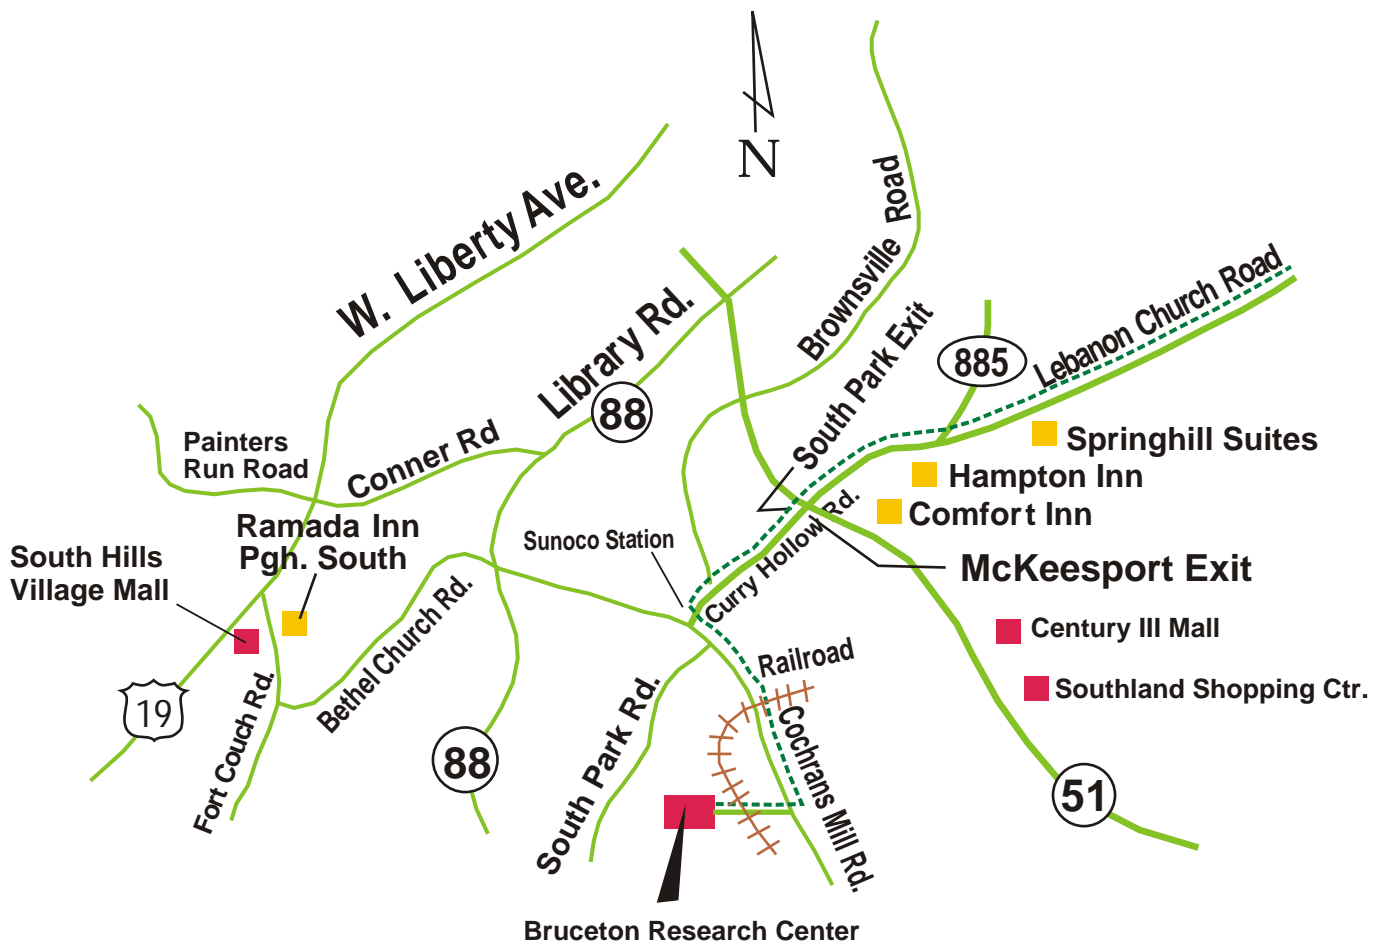 N
Brownsville Road
W. Liberty Ave.
Library Rd.
South Park Exit
Lebanon Church Road
885
88
Painters
Run Road
Conner Rd
Springhill Suites
Hampton Inn
Comfort Inn
Ramada Inn
Pgh. South
South Hills
Village Mall
Sunoco Station
Curry Hollow Rd.
McKeesport Exit
Bethel Church Rd.
Century III Mall
Railroad
Southland Shopping Ctr.
19
Fort Couch Rd.
88
South Park Rd.
Cochrans Mill Rd.
51
Bruceton Research Center